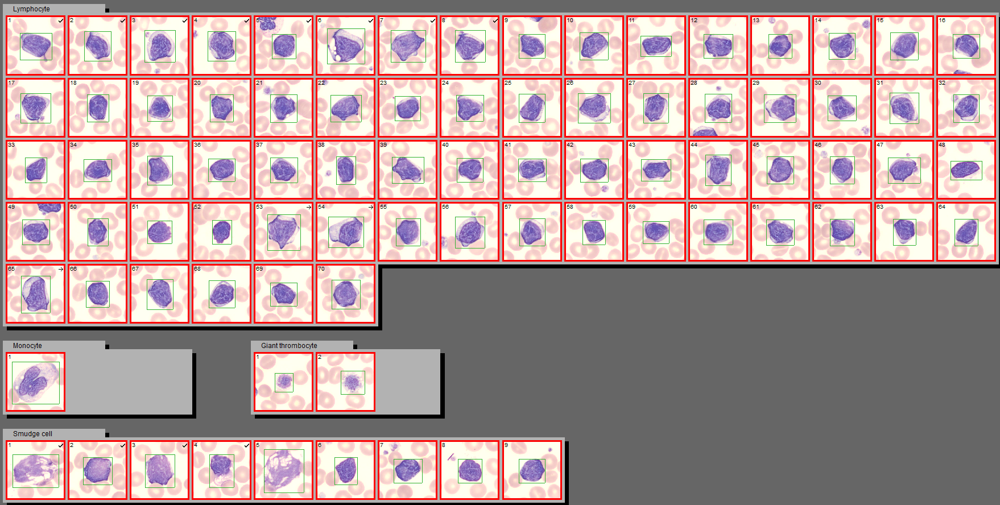 Lymphocyte
1 2 3 4 5 6 7 8 9 10 11 12 13 14 15 16
17 18 19 20 21 22 23 24 25 26 27 28 29 30 31 32
33 34 35 36 37 38 39 40 41 42 43 44 45 46 47 48
49 50 51 52 53 54 55 56 57 58 59 60 61 62 63 64
65 66 67 68 69 70
Monocyte
1
Giant thrombocyte
1 2
Smudge cell
1 2 3 4 5 6 7 8 9